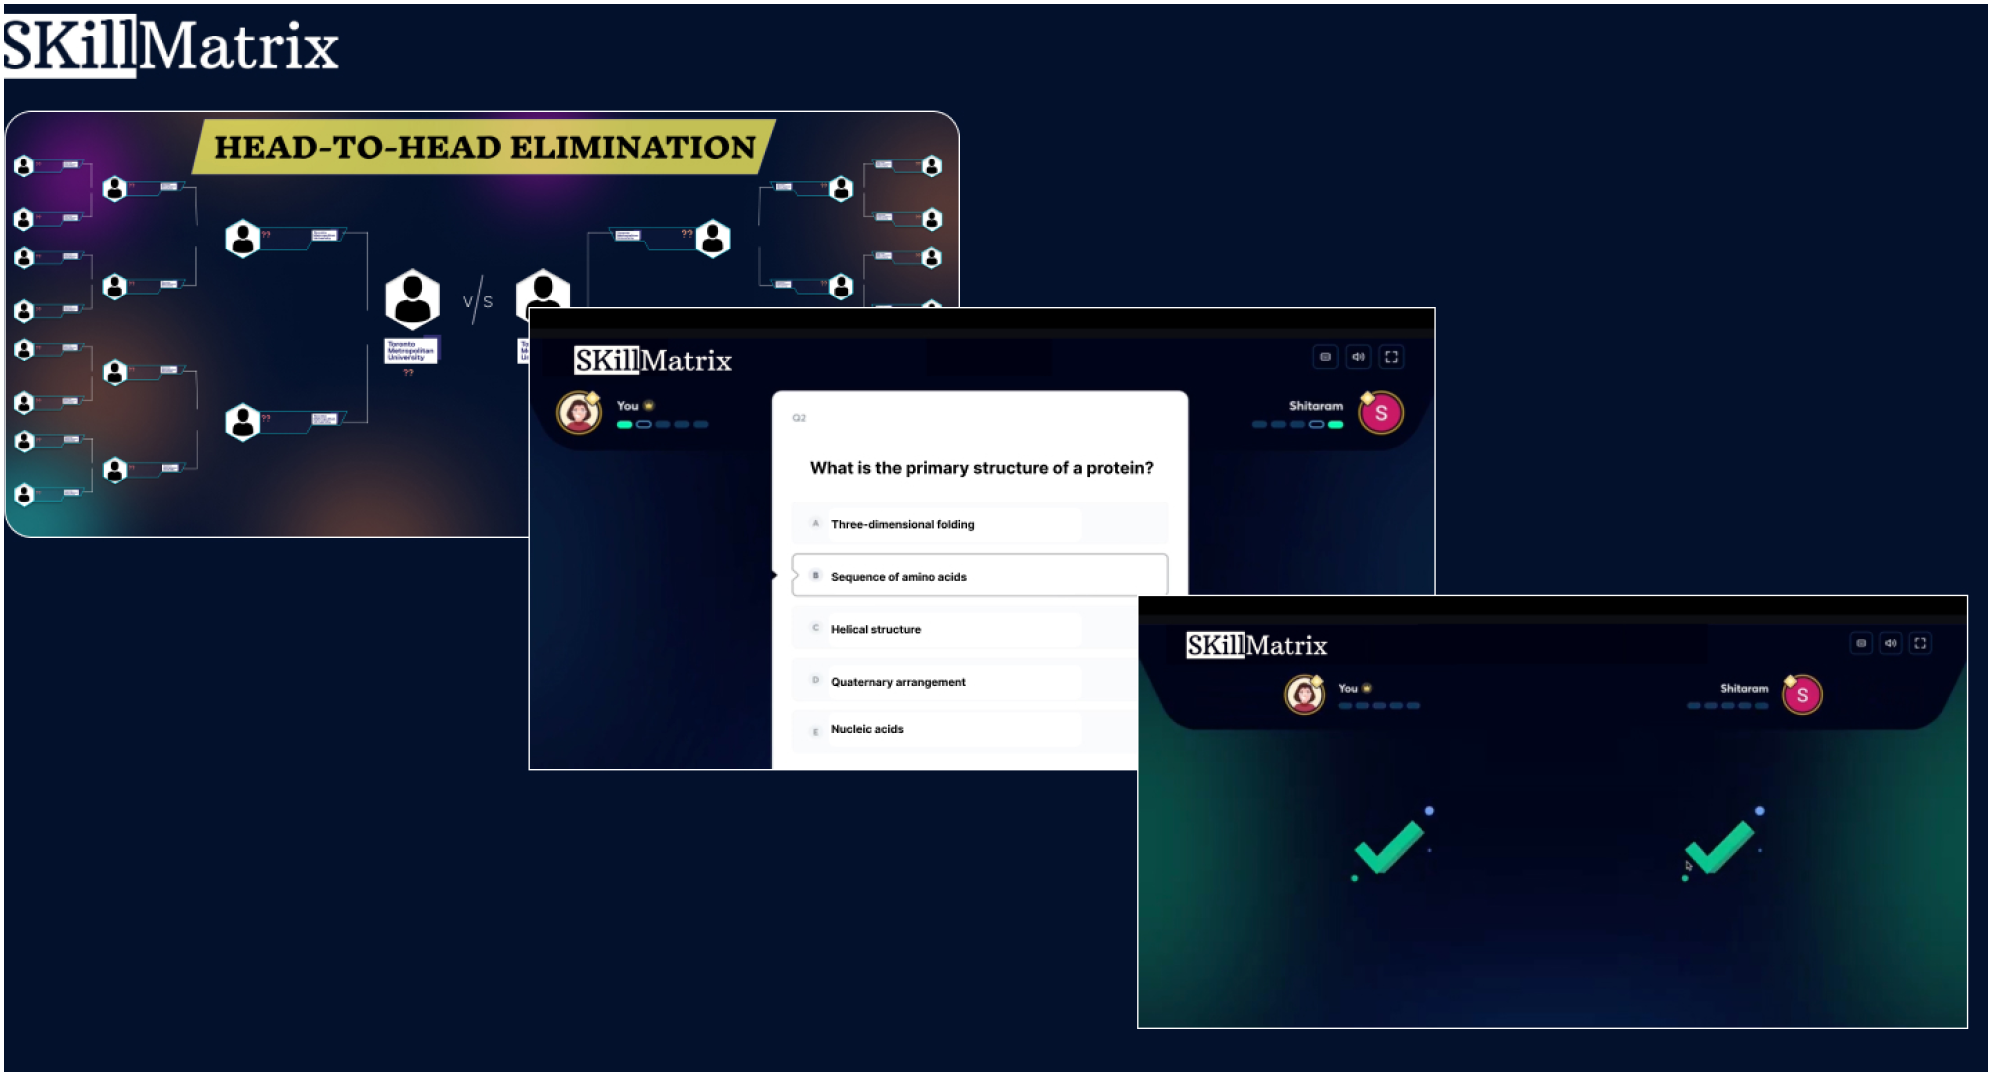 SKillMatrix
HEAD-TO-HEAD ELIMINATION
??
??
??
v/s
Toronto
Metropolitan
University
??
SKillMatrix
You
Shitaram
S
Q2
What is the primary structure of a protein?
A Three-dimensional folding
B Sequence of amino acids
C Helical structure
D Quaternary arrangement
E Nucleic acids
SKillMatrix
You
Shitaram
S